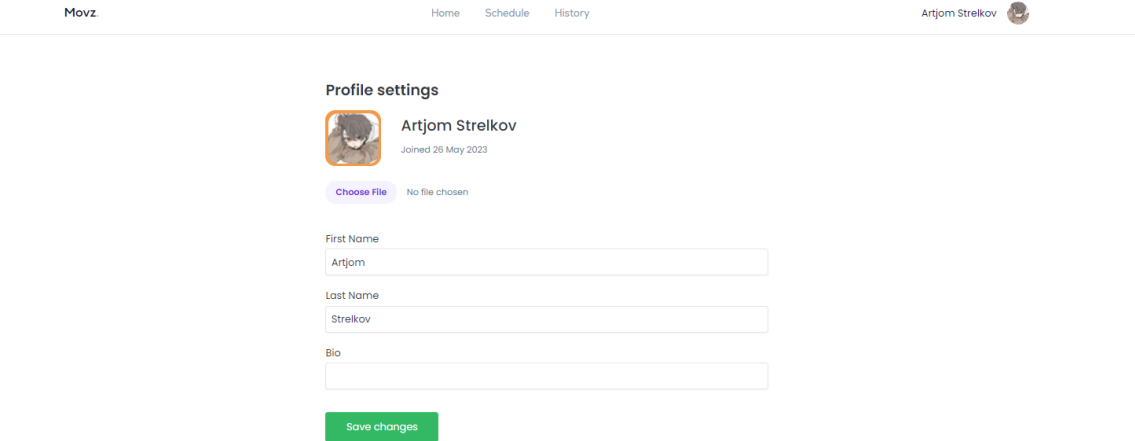 Movz.
Home Schedule History
Artjom Strelkov
Profile settings
Artjom Strelkov
Joined 26 May 2023
Choose File No file chosen
First Name
Artjom
Last Name
Strelkov
Bio
Save changes